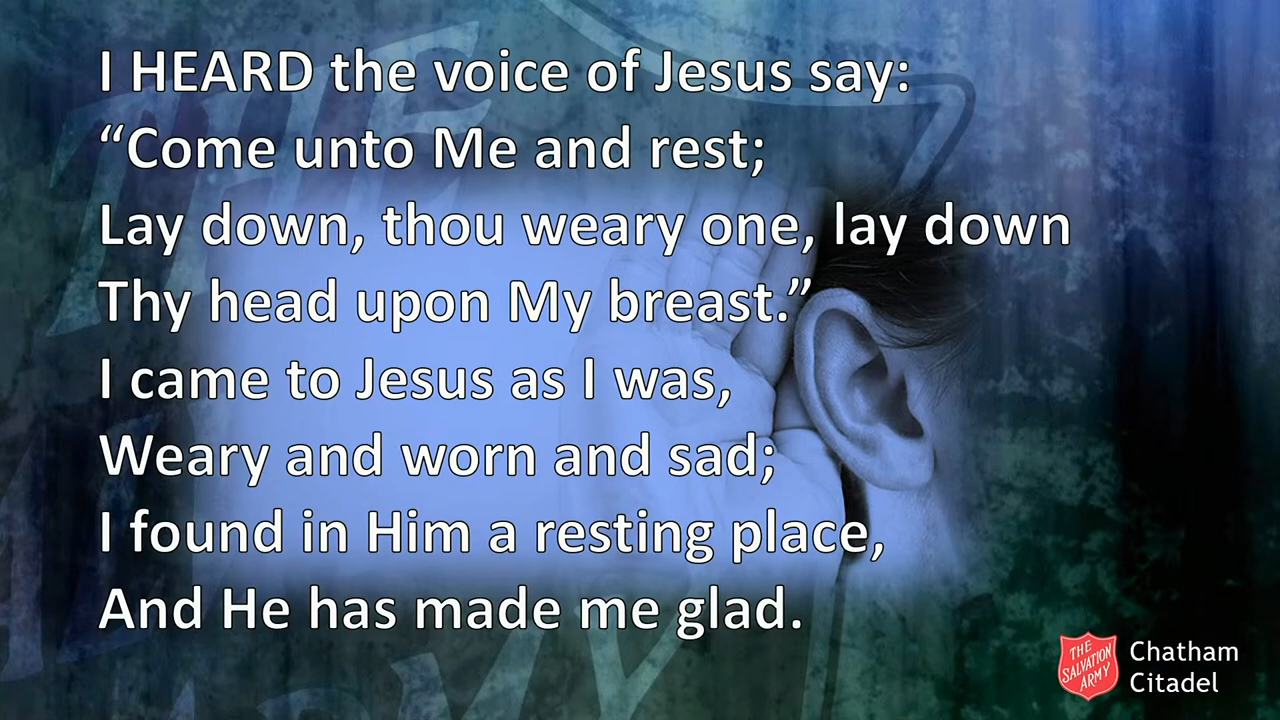 I HEARD the voice of Jesus say:
“Come unto Me and rest;
Lay down, thou weary one, lay down
Thy head upon My breast.”
I came to Jesus as I was,
Weary and worn and sad;
I found in Him a resting place,
And He has made me glad.
THE
SALVATION
ARMY
Chatham
Citadel